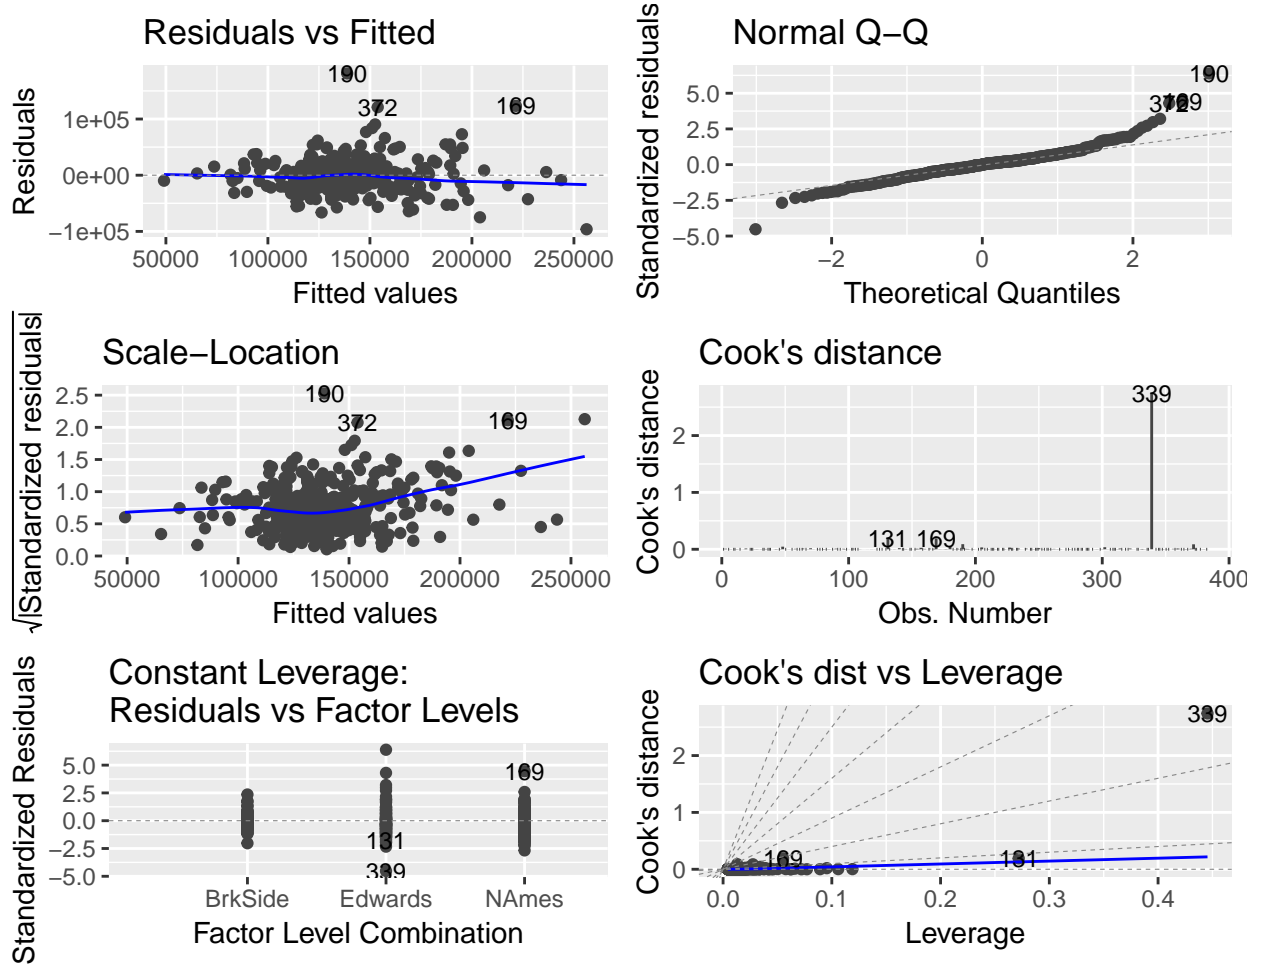 Residuals vs Fitted
Residuals
1e+05
0e+00
−1e+05
190
372
169
50000 100000 150000 200000 250000
Fitted values
Normal Q−Q
Standardized residuals
5.0
2.5
0.0
−2.5
−5.0
190
372
169
−2 0 2
Theoretical Quantiles
Scale−Location
√|Standardized residuals|
2.5
2.0
1.5
1.0
0.5
0.0
190
372
169
50000 100000 150000 200000 250000
Fitted values
Cook's distance
Cook's distance
2
1
0
339
131 169
0 100 200 300 400
Obs. Number
Constant Leverage:
Residuals vs Factor Levels
Standardized Residuals
5.0
2.5
0.0
−2.5
−5.0
169
131
339
BrkSide Edwards NAmes
Factor Level Combination
Cook's dist vs Leverage
Cook's distance
2
1
0
339
169 131
0.0 0.1 0.2 0.3 0.4
Leverage